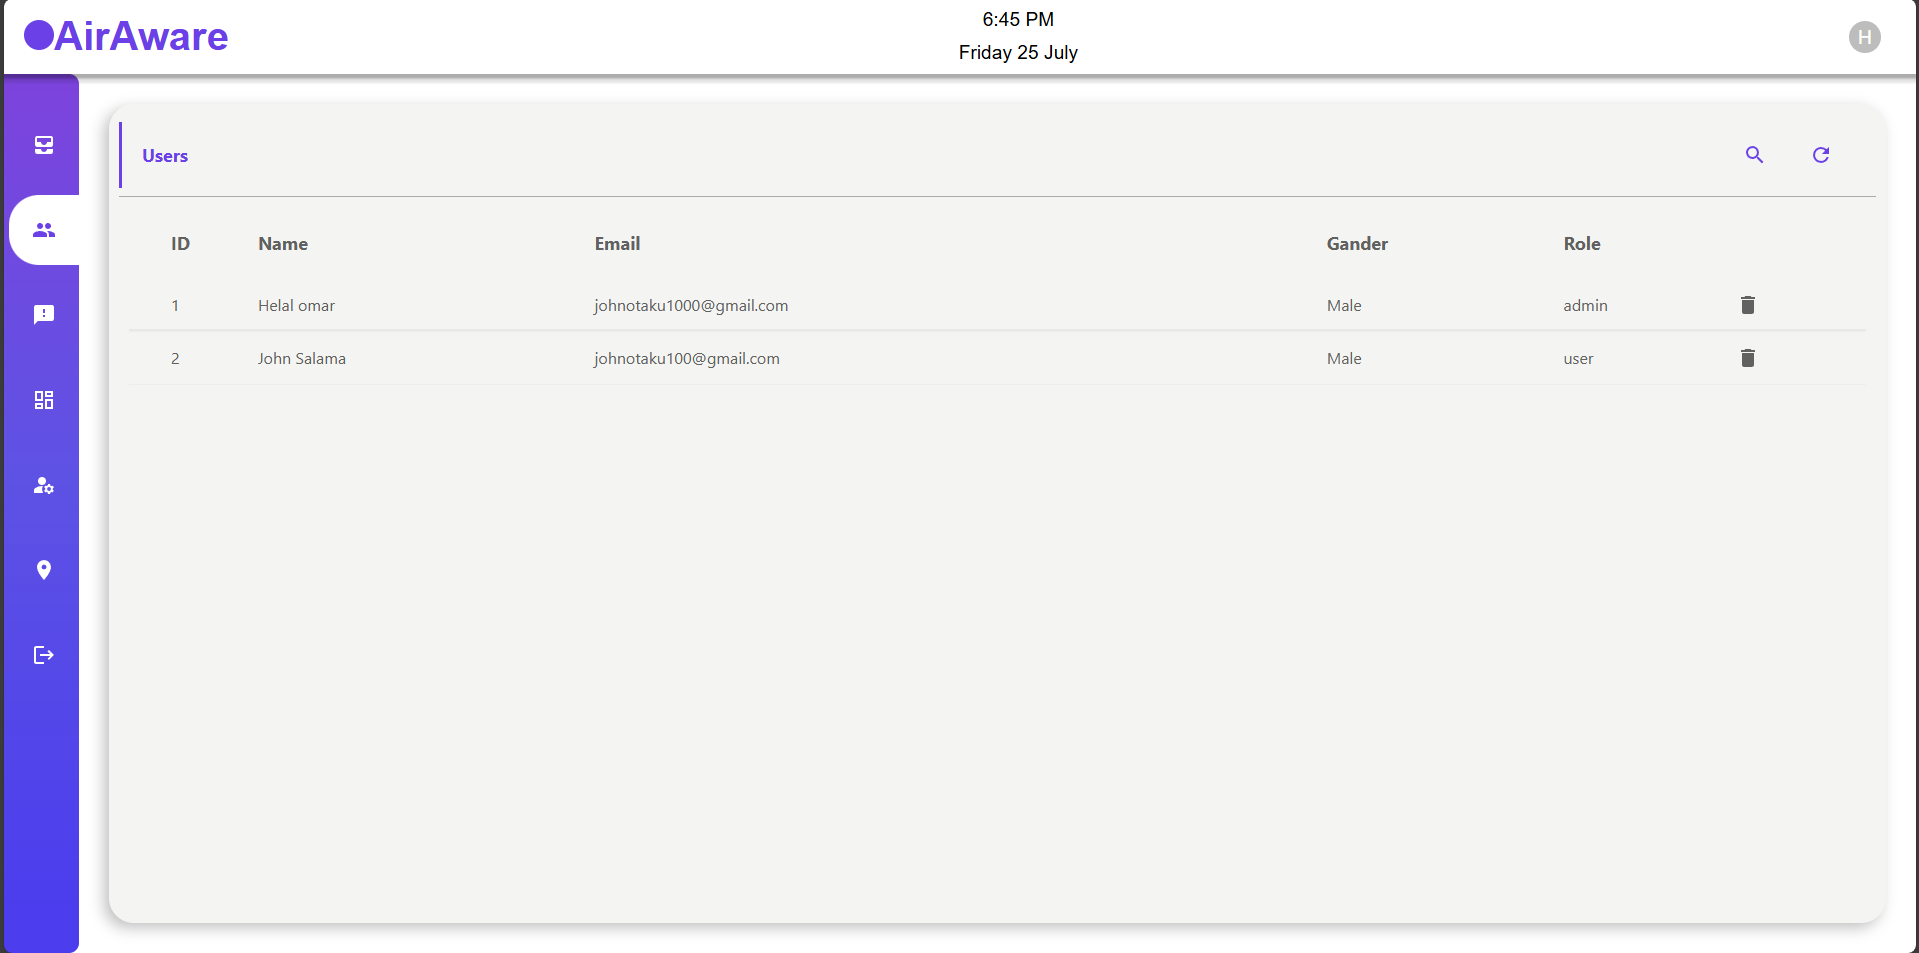 AirAware
6:45 PM
Friday 25 July
H
Users
ID Name Email Gander Role
1 Helal omar johnotaku1000@gmail.com Male admin
2 John Salama johnotaku100@gmail.com Male user